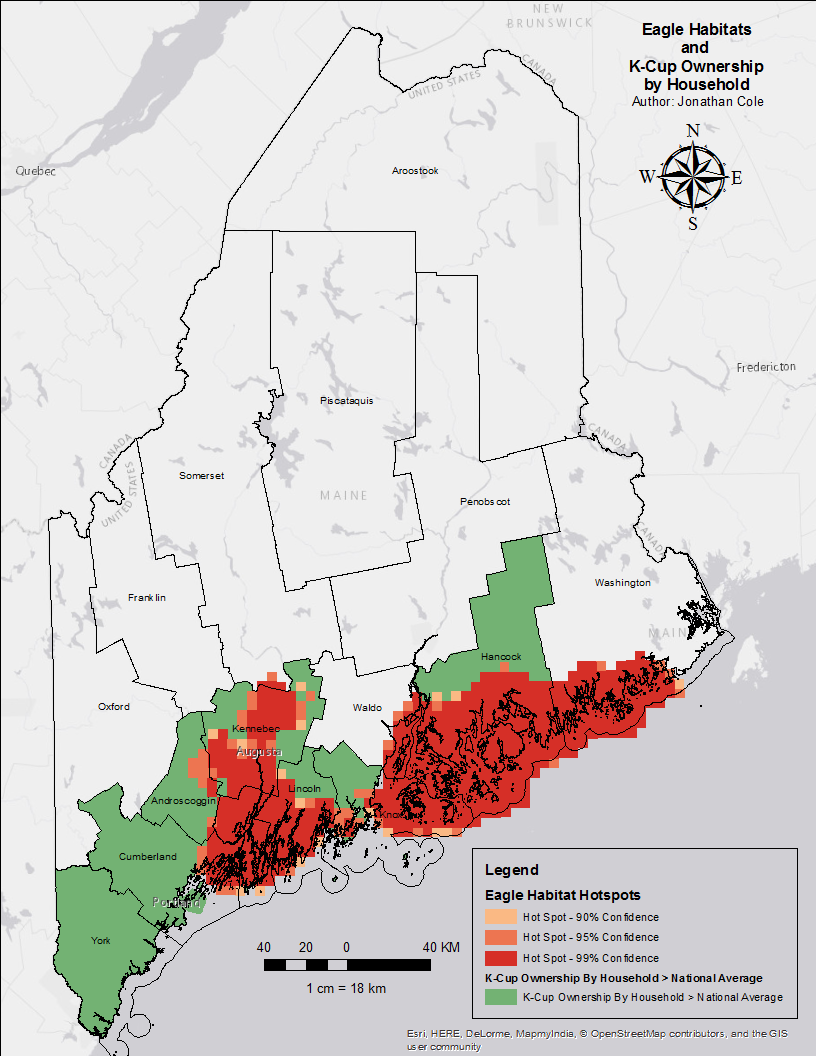 NEW
BRUNSWICK
Eagle Habitats
and
K-Cup Ownership
by Household
Author: Jonathan Cole
CANADA
UNITED STATES
N
W
E
S
Quebec
Aroostook
Fredericton
Piscataquis
CANADA
CANADA
UNITED STATES
Somerset
MAINE
Penobscot
CANADA
Washington
Franklin
MAIN
Hancock
Oxford
Waldo
Kennebec
Augusta
Lincoln
Androscoggin
Knox
Cumberland
Portland
York
Legend
Eagle Habitat Hotspots
Hot Spot - 90% Confidence
Hot Spot - 95% Confidence
Hot Spot - 99% Confidence
K-Cup Ownership By Household > National Average
K-Cup Ownership By Household > National Average
40 20 0 40 KM
1 cm = 18 km
Esri, HERE, DeLorme, MapmyIndia, © OpenStreetMap contributors, and the GIS
user community